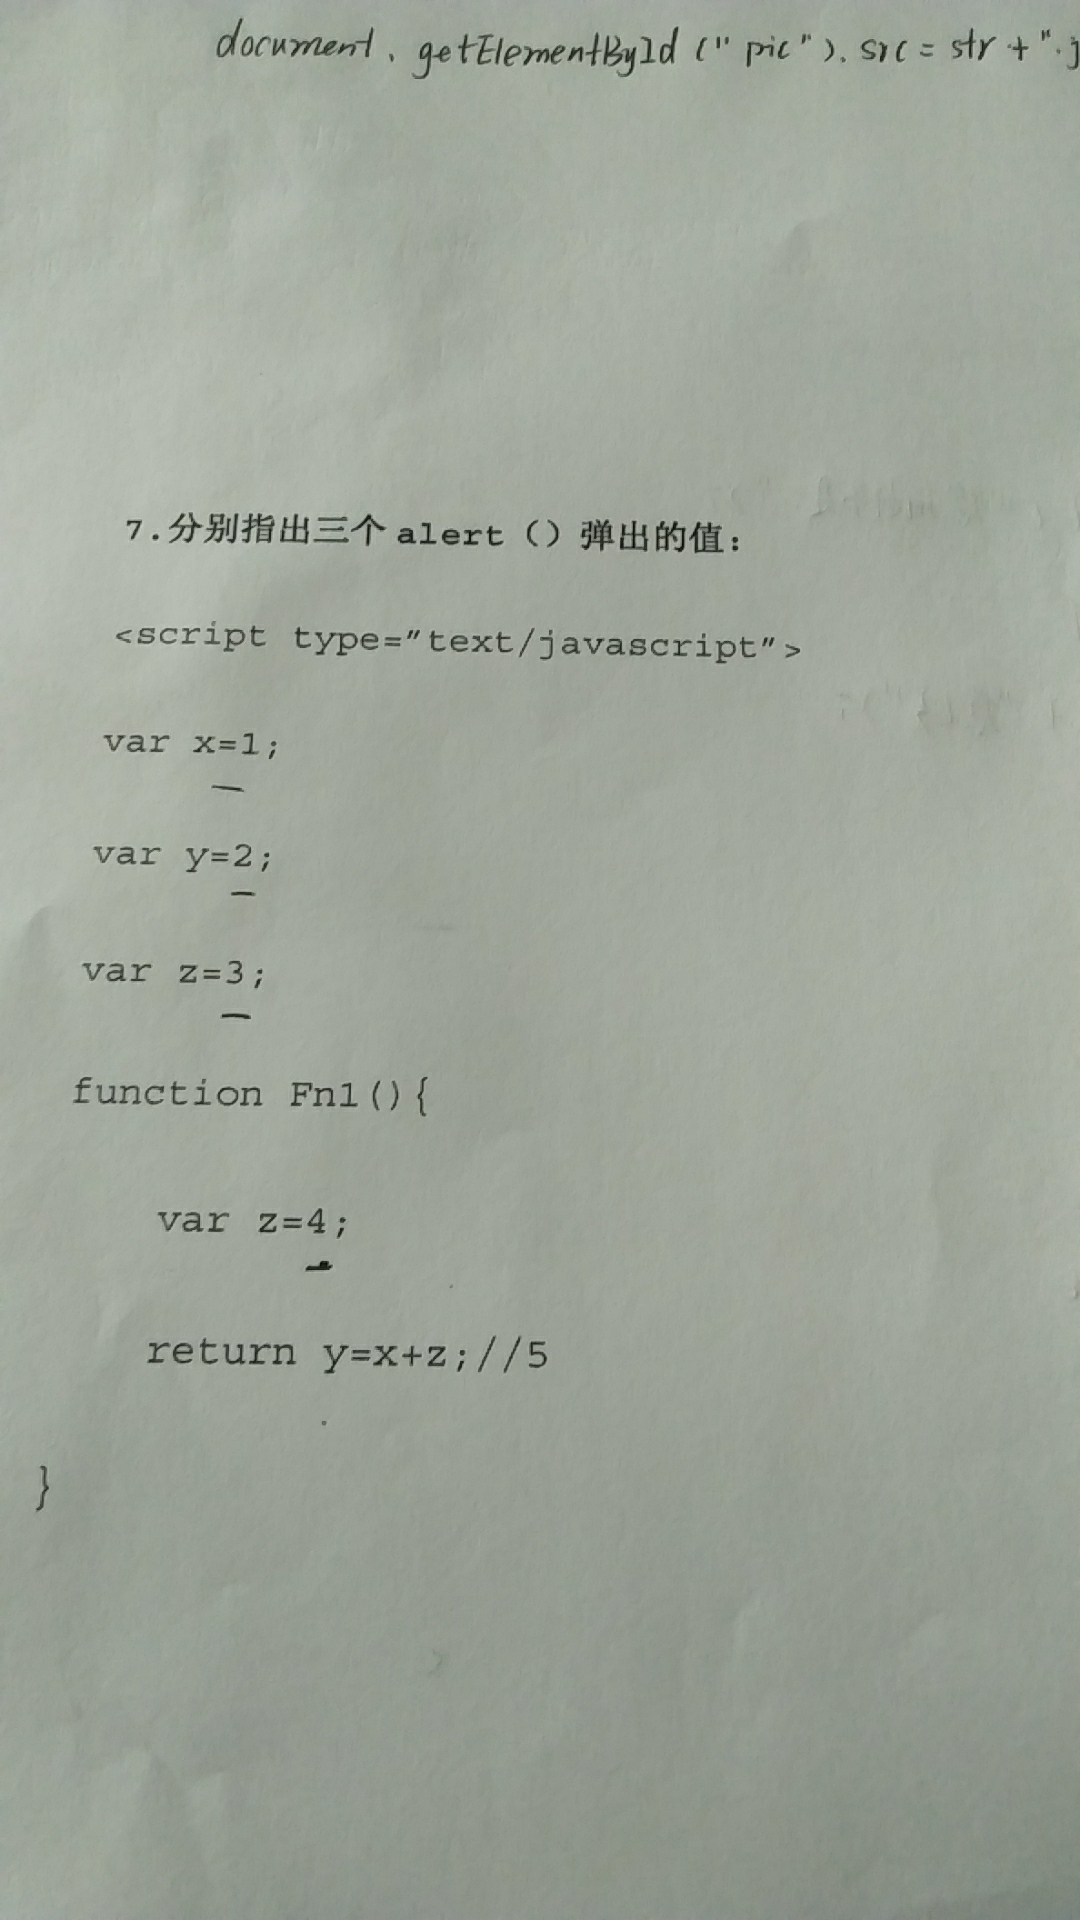 document.getElementById("pic").src=str+".j
7.分别指出三个 alert（）弹出的值：
<script type="text/javascript">
var x=1;
var y=2;
var z=3;
function Fn1(){
var z=4;
return y=x+z;//5
}